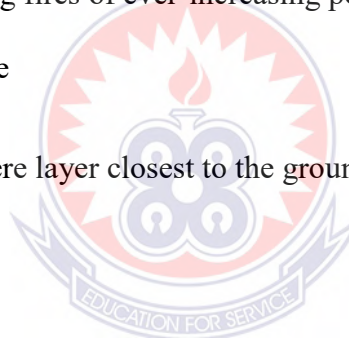 g fires of ever-increasing p
e
ere layer closest to the groun
EDUCATION FOR SERVICE